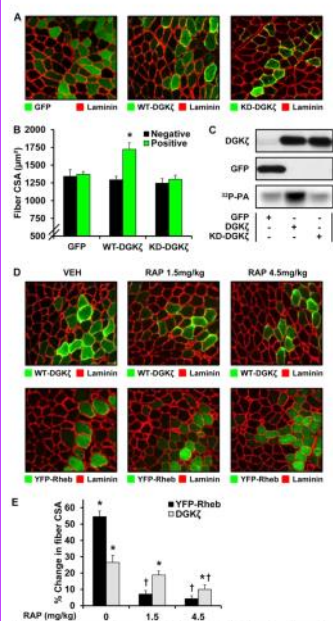 A
GFP Laminin WT-DGKζ Laminin KD-DGKζ Laminin
B
Negative
Positive
*
Fiber CSA (µm²)
1750
1500
1250
1000
750
500
GFP WT-DGKζ KD-DGKζ
C
DGKζ
GFP
³²P-PA
GFP + - -
DGKζ - + -
KD-DGKζ - - +
D
VEH RAP 1.5mg/kg RAP 4.5mg/kg
WT-DGKζ Laminin WT-DGKζ Laminin WT-DGKζ Laminin
YFP-Rheb Laminin YFP-Rheb Laminin YFP-Rheb Laminin
E
YFP-Rheb
DGKζ
% Change in fiber CSA
60
50
40
30
20
10
0
* * † * † *†
RAP (mg/kg) 0 1.5 4.5